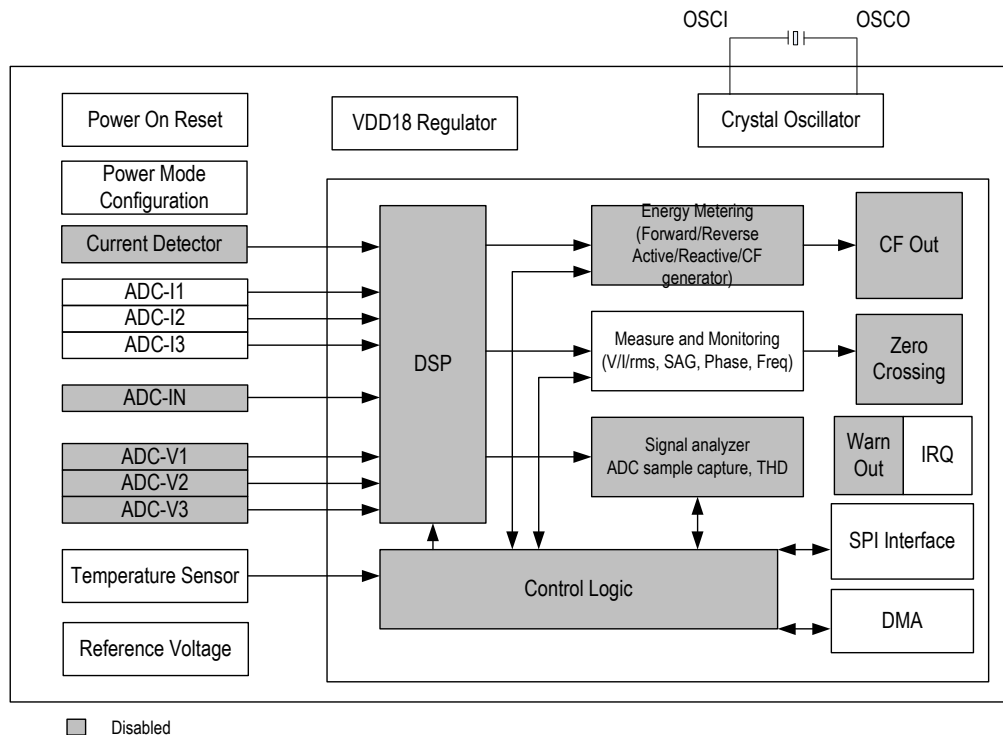 OSCI
OSCO
Power On Reset
VDD18 Regulator
Crystal Oscillator
Power Mode
Configuration
Current Detector
ADC-I1
ADC-I2
ADC-I3
ADC-IN
ADC-V1
ADC-V2
ADC-V3
Temperature Sensor
Reference Voltage
DSP
Energy Metering
(Forward/Reverse
Active/Reactive/CF
generator)
CF Out
Measure and Monitoring
(V/I/rms, SAG, Phase, Freq)
Zero
Crossing
Signal analyzer
ADC sample capture, THD
Warn
Out
IRQ
Control Logic
SPI Interface
DMA
Disabled